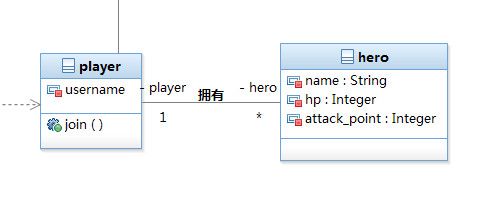 player
username
join ( )
- player
拥有
- hero
1
*
hero
name : String
hp : Integer
attack_point : Integer